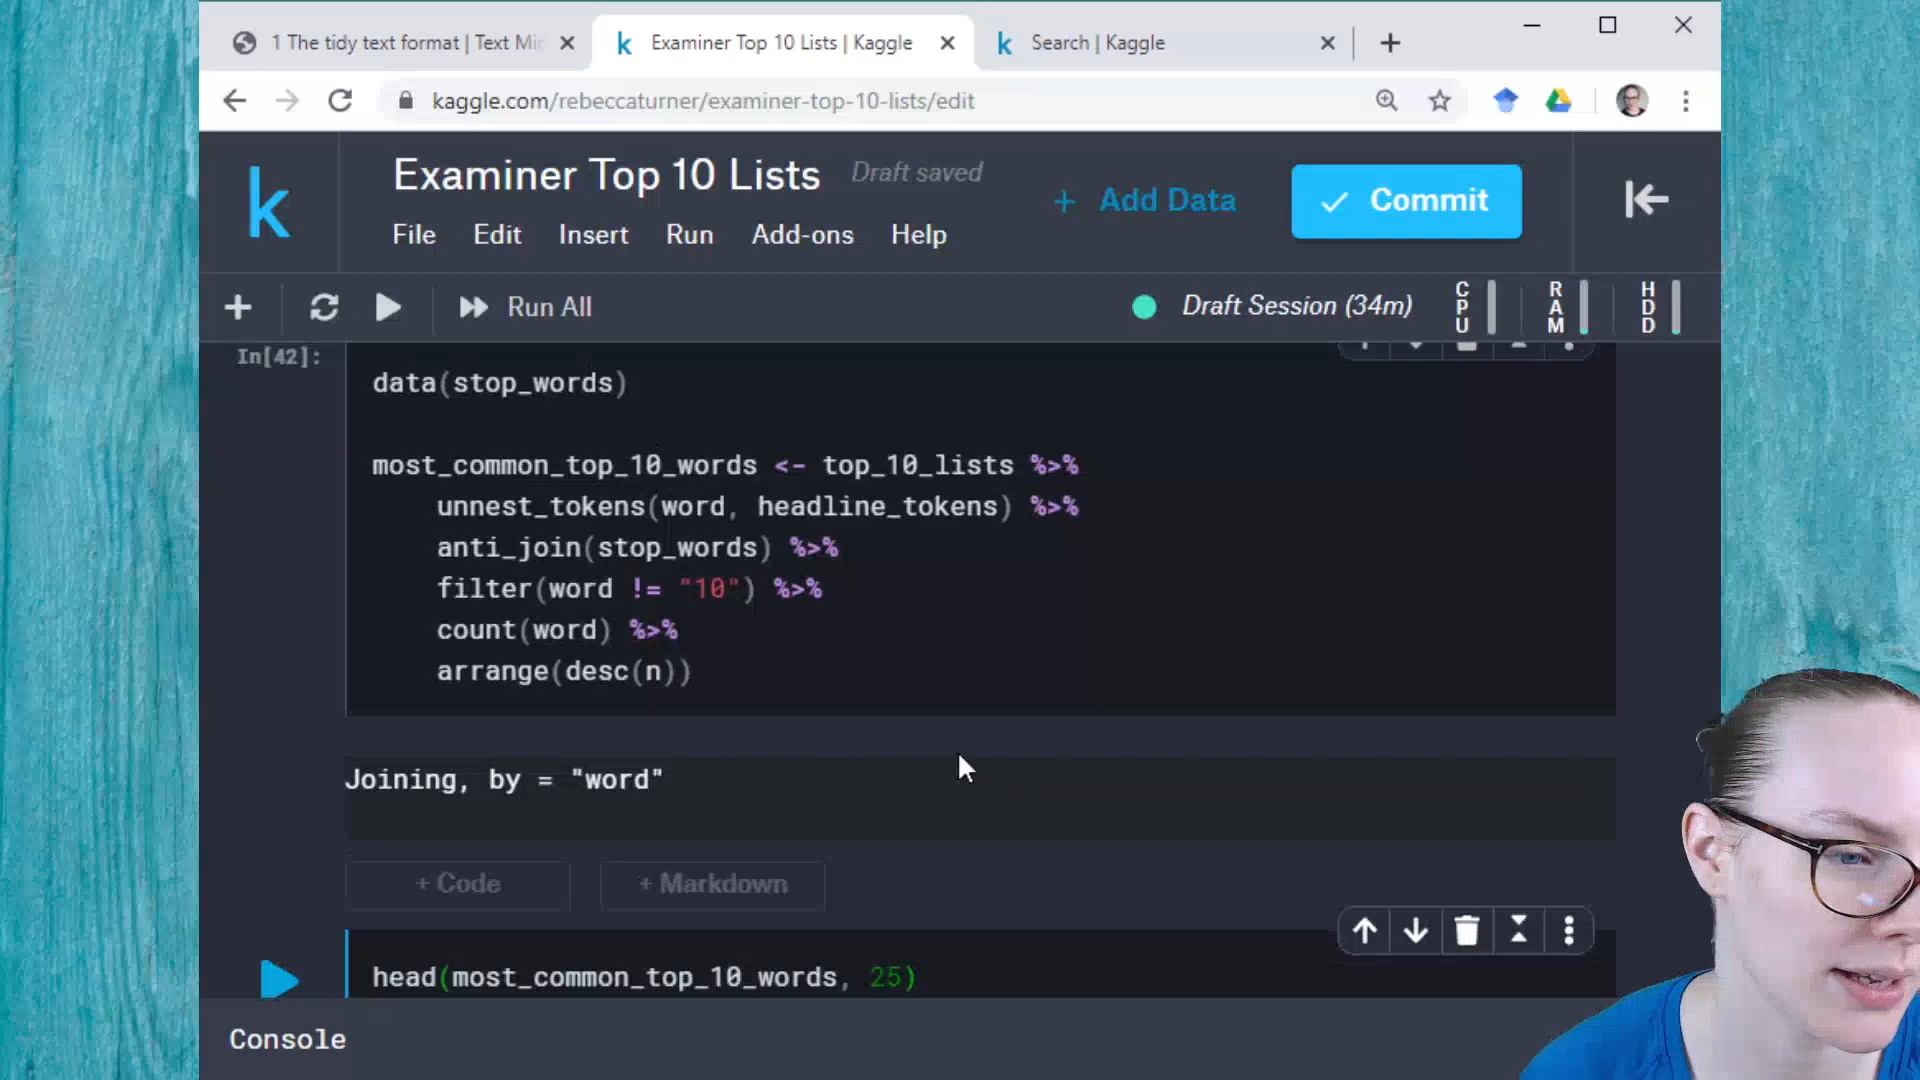 1 The tidy text format | Text Mi
Examiner Top 10 Lists | Kaggle
Search | Kaggle
kaggle.com/rebeccaturner/examiner-top-10-lists/edit
k
Examiner Top 10 Lists
Draft saved
+ Add Data
Commit
File
Edit
Insert
Run
Add-ons
Help
Run All
Draft Session (34m)
CPU
RAM
HDD
In[42]:
data(stop_words)
most_common_top_10_words <- top_10_lists %>%
unnest_tokens(word, headline_tokens) %>%
anti_join(stop_words) %>%
filter(word != "10") %>%
count(word) %>%
arrange(desc(n))
Joining, by = "word"
+ Code
+ Markdown
head(most_common_top_10_words, 25)
Console